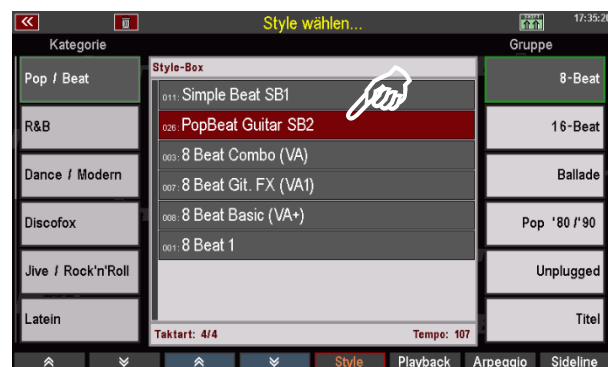 Style wählen...
17:35:20
Kategorie
Gruppe
Pop / Beat
R&B
Dance / Modern
Discofox
Jive / Rock'n'Roll
Latein
Style-Box
011: Simple Beat SB1
026: PopBeat Guitar SB2
003: 8 Beat Combo (VA)
007: 8 Beat Git. FX (VA1)
008: 8 Beat Basic (VA+)
001: 8 Beat 1
Taktart: 4/4 Tempo: 107
8-Beat
16-Beat
Ballade
Pop '80 /'90
Unplugged
Titel
Style Playback Arpeggio Sideline